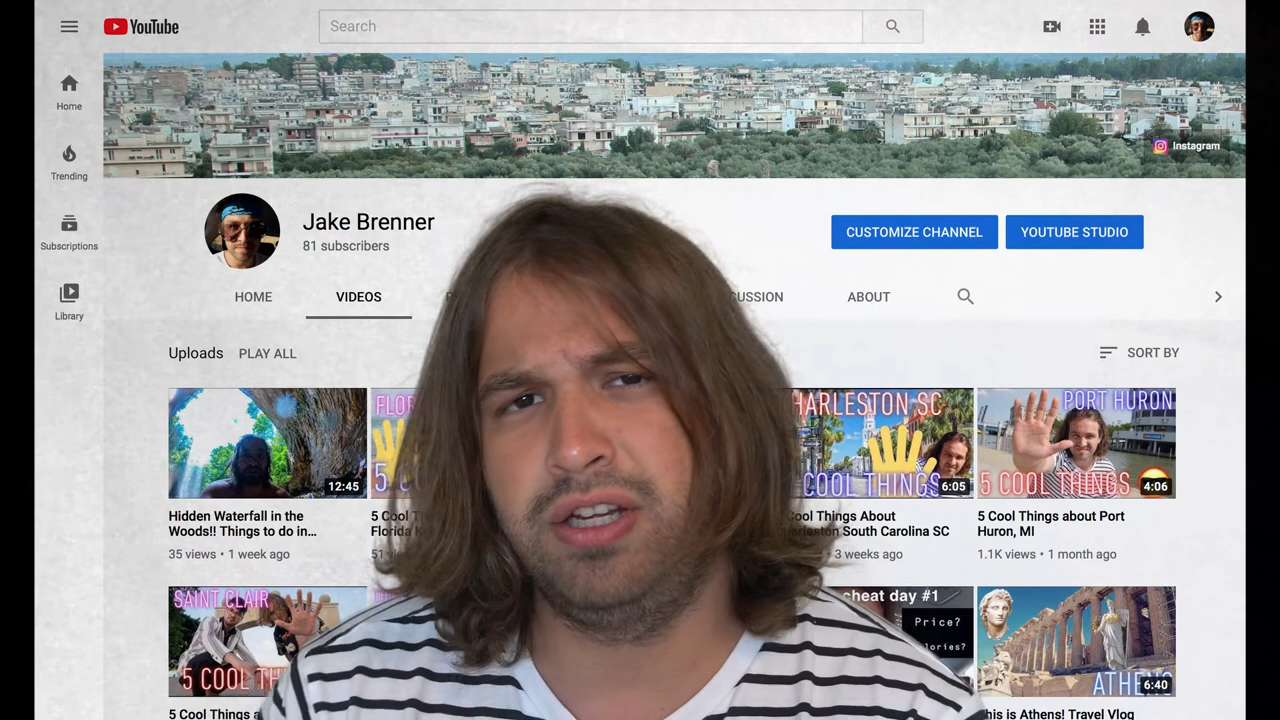 YouTube
Search
Home
Trending
Subscriptions
Library
Instagram
Jake Brenner
81 subscribers
CUSTOMIZE CHANNEL
YOUTUBE STUDIO
HOME
VIDEOS
CUSSION
ABOUT
Uploads
PLAY ALL
SORT BY
12:45
Hidden Waterfall in the
Woods!! Things to do in...
35 views • 1 week ago
FLOR
5 C
5 Cool T
Florida K
51
HARLESTON SC
COOL THINGS
6:05
Cool Things About
arleston South Carolina SC
3 weeks ago
PORT HURON
5 COOL THINGS
4:06
5 Cool Things about Port
Huron, MI
1.1K views • 1 month ago
SAINT CLAIR
5 COOL TH
5 Cool Things a
cheat day #1
Price?
lories?
ATHENS
6:40
his is Athens! Travel Vlog